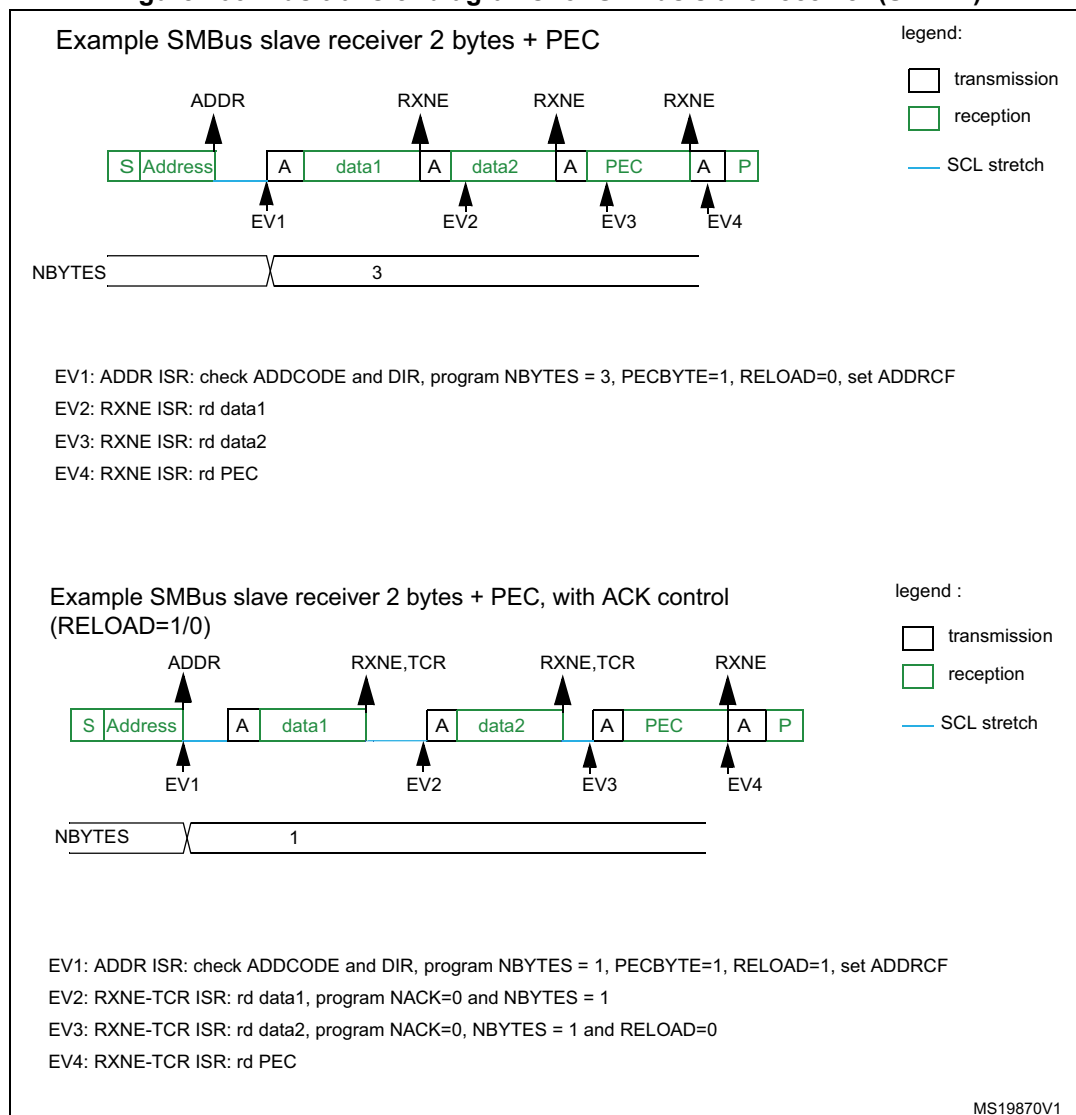 Example SMBus slave receiver 2 bytes + PEC
legend:
transmission
reception
SCL stretch
ADDR RXNE RXNE RXNE
S Address A data1 A data2 A PEC A P
EV1 EV2 EV3 EV4
NBYTES 3
EV1: ADDR ISR: check ADDCODE and DIR, program NBYTES = 3, PECBYTE=1, RELOAD=0, set ADDRCF
EV2: RXNE ISR: rd data1
EV3: RXNE ISR: rd data2
EV4: RXNE ISR: rd PEC
Example SMBus slave receiver 2 bytes + PEC, with ACK control
(RELOAD=1/0)
legend :
transmission
reception
SCL stretch
ADDR RXNE,TCR RXNE,TCR RXNE
S Address A data1 A data2 A PEC A P
EV1 EV2 EV3 EV4
NBYTES 1
EV1: ADDR ISR: check ADDCODE and DIR, program NBYTES = 1, PECBYTE=1, RELOAD=1, set ADDRCF
EV2: RXNE-TCR ISR: rd data1, program NACK=0 and NBYTES = 1
EV3: RXNE-TCR ISR: rd data2, program NACK=0, NBYTES = 1 and RELOAD=0
EV4: RXNE-TCR ISR: rd PEC
MS19870V1